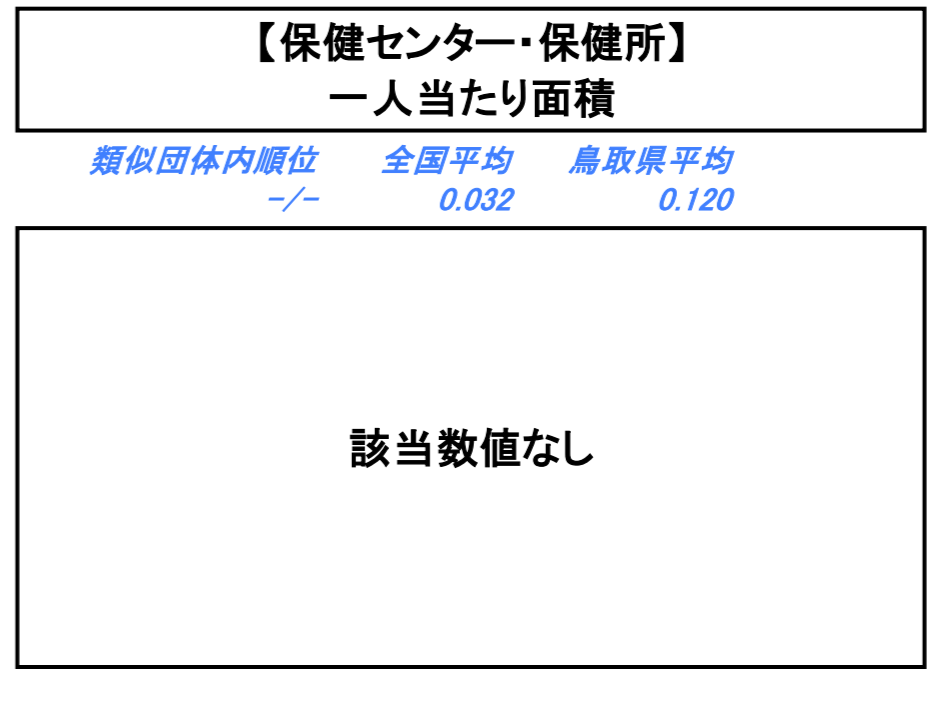 【保健センター・保健所】
一人当たり面積
類似団体内順位 全国平均 鳥取県平均
-/- 0.032 0.120
該当数値なし